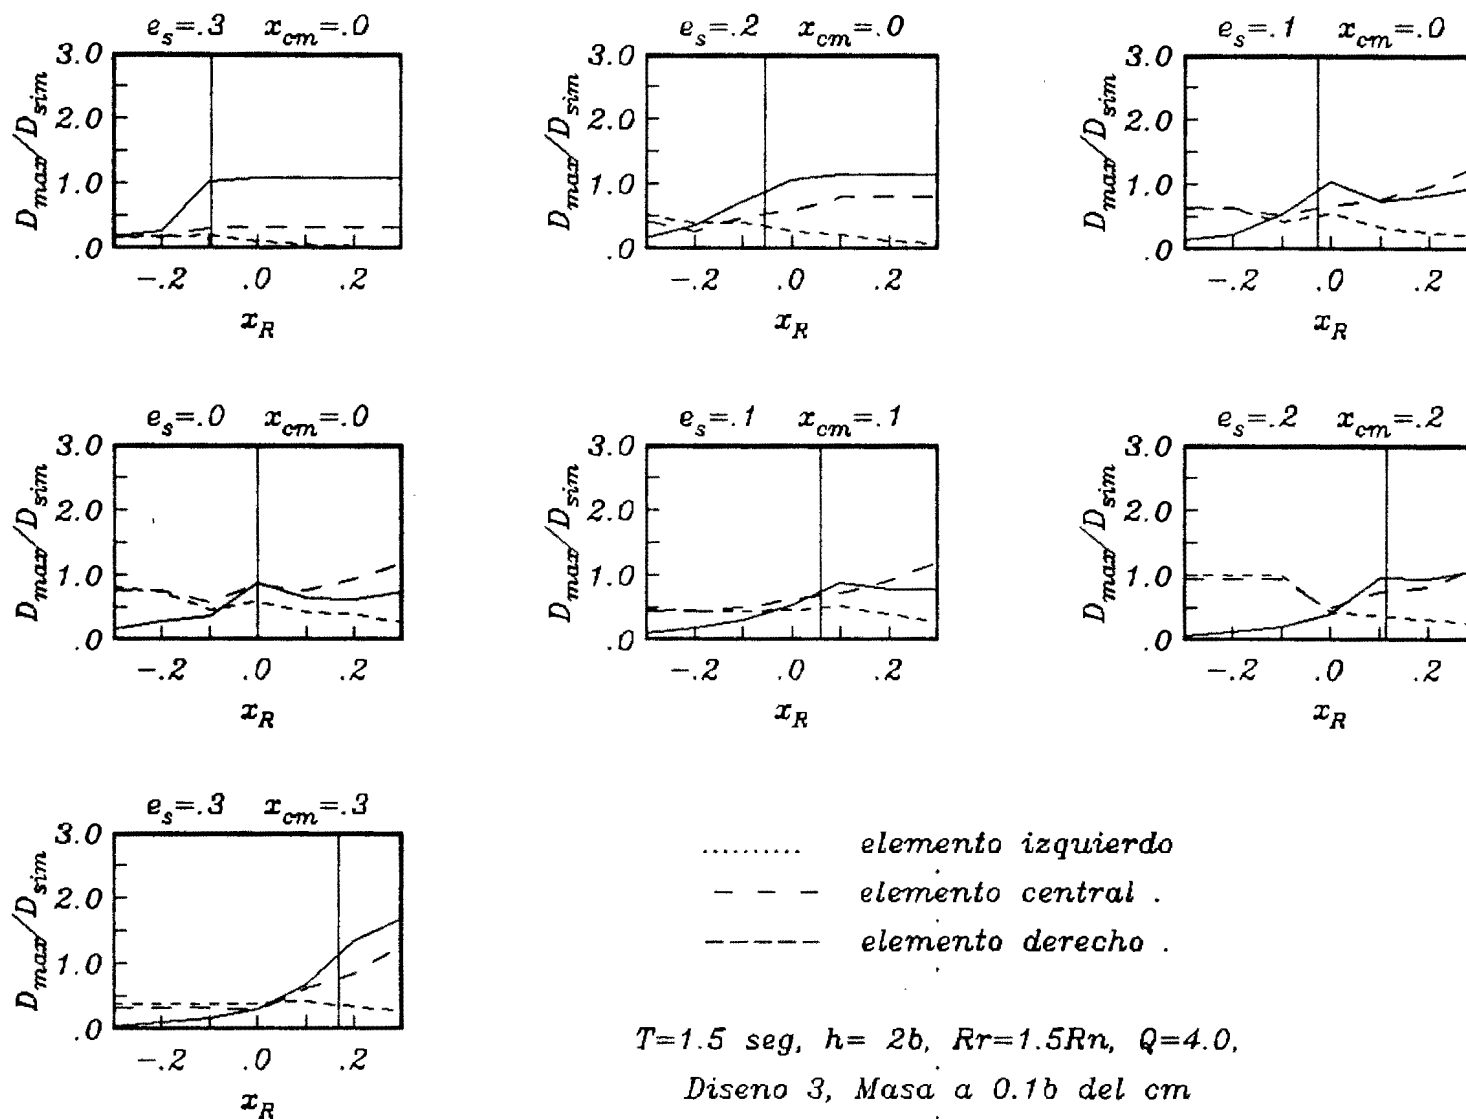 e_s=.3 x_cm=.0
D_max/D_sim
3.0
2.0
1.0
.0
-.2 .0 .2
x_R
e_s=.2 x_cm=.0
D_max/D_sim
3.0
2.0
1.0
.0
-.2 .0 .2
x_R
e_s=.1 x_cm=.0
D_max/D_sim
3.0
2.0
1.0
.0
-.2 .0 .2
x_R
e_s=.0 x_cm=.0
D_max/D_sim
3.0
2.0
1.0
.0
-.2 .0 .2
x_R
e_s=.1 x_cm=.1
D_max/D_sim
3.0
2.0
1.0
.0
-.2 .0 .2
x_R
e_s=.2 x_cm=.2
D_max/D_sim
3.0
2.0
1.0
.0
-.2 .0 .2
x_R
e_s=.3 x_cm=.3
D_max/D_sim
3.0
2.0
1.0
.0
-.2 .0 .2
x_R
elemento izquierdo
elemento central .
elemento derecho .
T=1.5 seg, h= 2b, Rr=1.5Rn, Q=4.0,
Diseno 3, Masa a 0.1b del cm